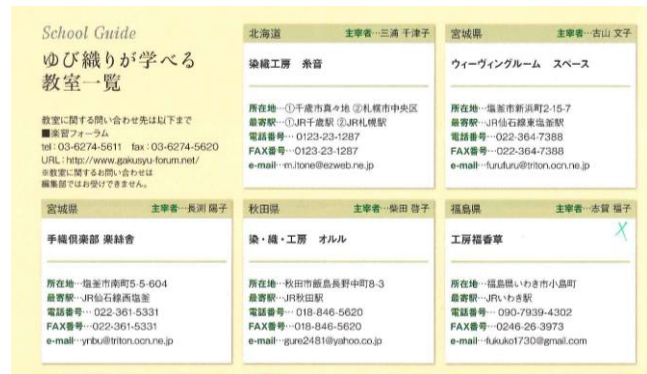 School Guide
ゆび織りが学べる
教室一覧
教室に関する問い合わせ先は以下まで
■楽習フォーラム
tel:03-6274-5611 fax:03-6274-5620
URL:http://www.gakusyu-forum.net/
※教室に関するお問い合わせは
編集部ではお受けできません。
北海道 主宰者…三浦 千津子
染織工房 糸音
所在地…①千歳市真々地 ②札幌市中央区
最寄駅…①JR千歳駅 ②JR札幌駅
電話番号…0123-23-1287
FAX番号…0123-23-1287
e-mail…m.itone@ezweb.ne.jp
宮城県 主宰者…古山 文子
ウィーヴィングルーム スペース
所在地…塩釜市新浜町2-15-7
最寄駅…JR仙石線東塩釜駅
電話番号…022-364-7388
FAX番号…022-364-7388
e-mail…furufuru@triton.ocn.ne.jp
宮城県 主宰者…長渕 陽子
手織倶楽部 楽絲舎
所在地…塩釜市南町5-5-604
最寄駅…JR仙石線西塩釜
電話番号…022-361-5331
FAX番号…022-361-5331
e-mail…ynbu@triton.ocn.ne.jp
秋田県 主宰者…柴田 啓子
染・織・工房 オルル
所在地…秋田市飯島長野中町8-3
最寄駅…JR秋田駅
電話番号…018-846-5620
FAX番号…018-846-5620
e-mail…gure2481@yahoo.co.jp
福島県 主宰者…志賀 福子
工房福香草
所在地…福島県いわき市小島町
最寄駅…JRいわき駅
電話番号…090-7939-4302
FAX番号…0246-26-3973
e-mail…fukuko1730@gmail.com